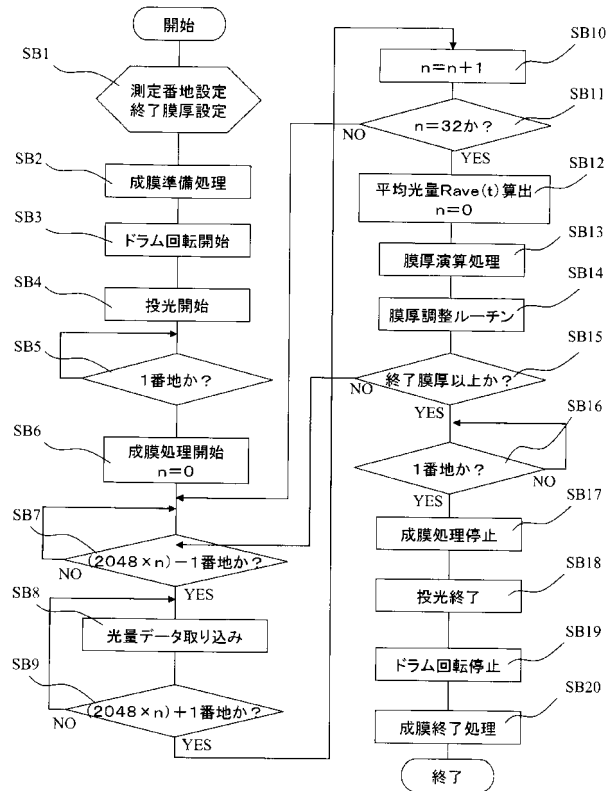 開始
SB1
測定番地設定
終了膜厚設定
SB2
成膜準備処理
SB3
ドラム回転開始
SB4
投光開始
SB5
1番地か？
SB6
成膜処理開始
n=0
SB7
(2048×n)−1番地か？
NO
YES
SB8
光量データ取り込み
SB9
(2048×n)+1番地か？
NO
YES
SB10
n=n+1
SB11
n=32か？
NO
YES
SB12
平均光量Rave(t)算出
n=0
SB13
膜厚演算処理
SB14
膜厚調整ルーチン
SB15
終了膜厚以上か？
NO
YES
SB16
1番地か？
NO
YES
SB17
成膜処理停止
SB18
投光終了
SB19
ドラム回転停止
SB20
成膜終了処理
終了